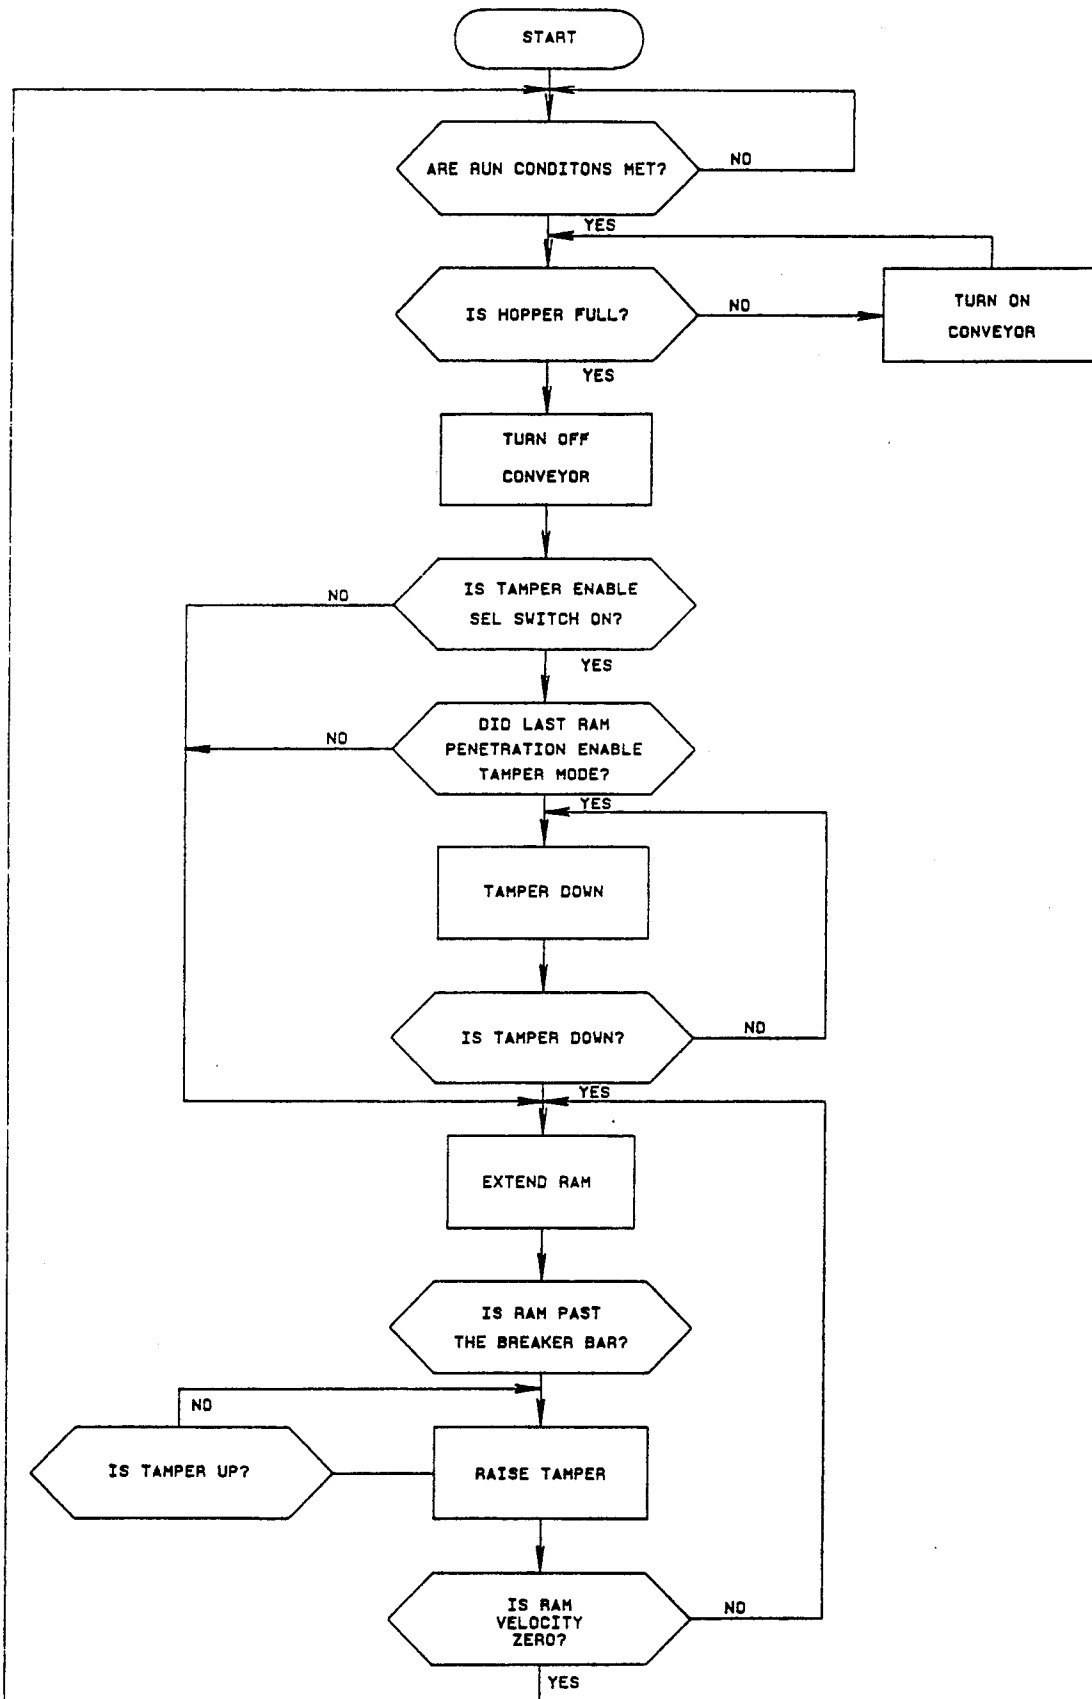 START
ARE RUN CONDITONS MET?
NO
YES
IS HOPPER FULL?
NO
TURN ON
CONVEYOR
YES
TURN OFF
CONVEYOR
IS TAMPER ENABLE
SEL SWITCH ON?
NO
YES
DID LAST RAM
PENETRATION ENABLE
TAMPER MODE?
NO
YES
TAMPER DOWN
IS TAMPER DOWN?
NO
YES
EXTEND RAM
IS RAM PAST
THE BREAKER BAR?
NO
IS TAMPER UP?
RAISE TAMPER
IS RAM
VELOCITY
ZERO?
NO
YES